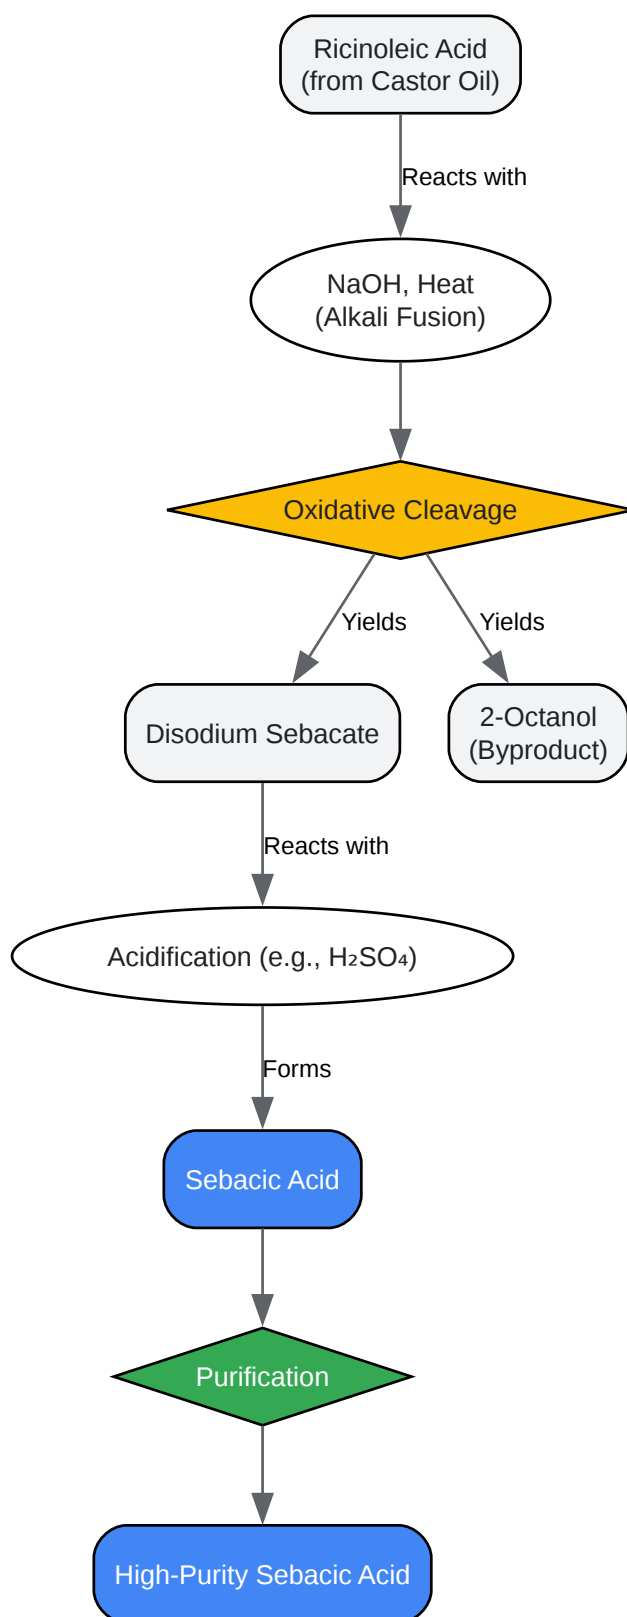 Ricinoleic Acid
(from Castor Oil)
Reacts with
NaOH, Heat
(Alkali Fusion)
Oxidative Cleavage
Yields
Yields
Disodium Sebacate
2-Octanol
(Byproduct)
Reacts with
Acidification (e.g., H₂SO₄)
Forms
Sebacic Acid
Purification
High-Purity Sebacic Acid